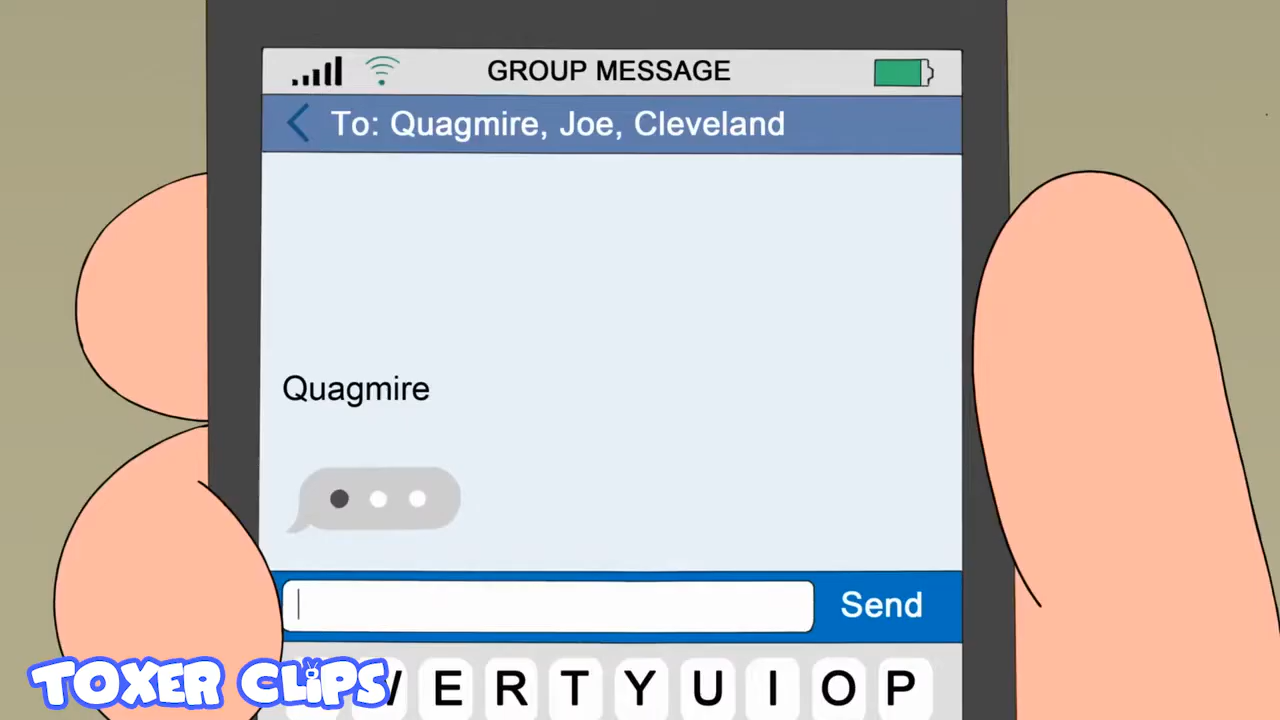 GROUP MESSAGE
To: Quagmire, Joe, Cleveland
Quagmire
Send
W E R T Y U I O P
TOXER CLIPS